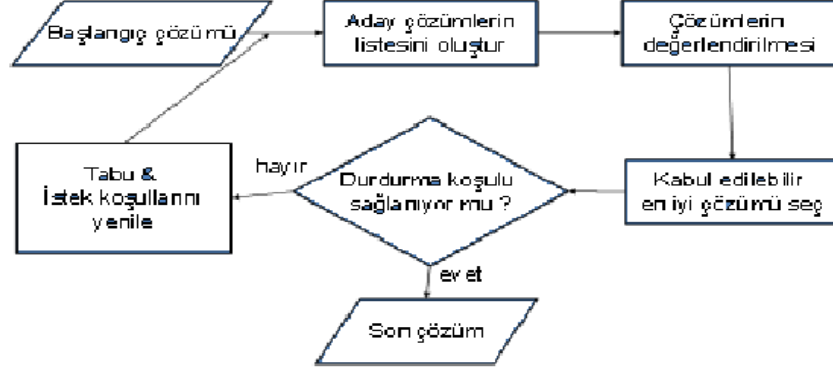 Başlangıç çözümü
Aday çözümlerin
listesini oluştur
Çözümlerin
değerlendirilmesi
Kabul edilebilir
en iyi çözümü seç
Durdurma koşulu
sağlanıyor mu ?
hayır
Tabu &
İstek koşullarını
yenile
evet
Son çözüm